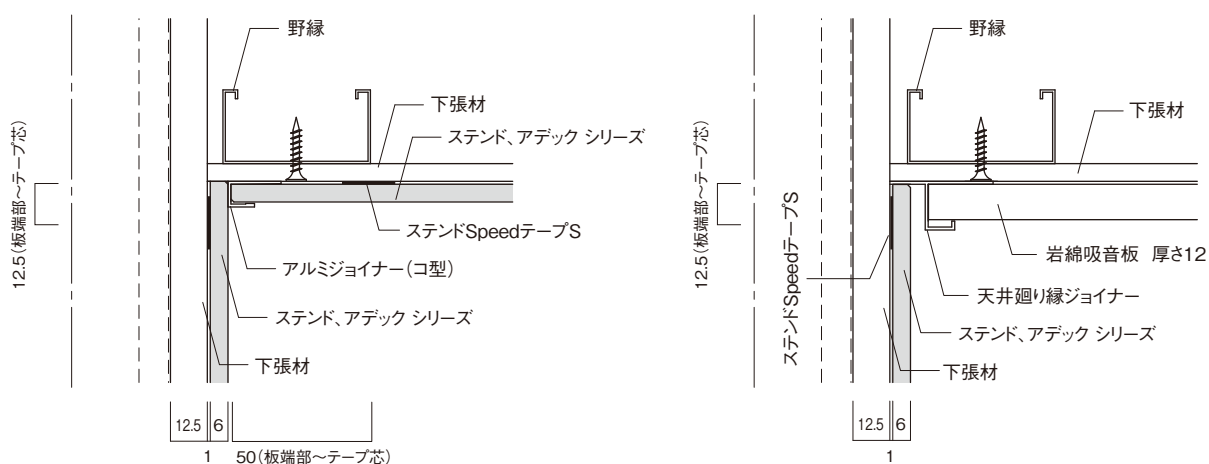 野縁
下張材
ステンド、アデック シリーズ
ステンドSpeedテープS
アルミジョイナー(コ型)
ステンド、アデック シリーズ
下張材
12.5(板端部〜テープ芯)
12.5
6
1
50(板端部〜テープ芯)
野縁
下張材
岩綿吸音板 厚さ12
天井廻り縁ジョイナー
ステンド、アデック シリーズ
下張材
12.5(板端部〜テープ芯)
ステンドSpeedテープS
12.5
6
1